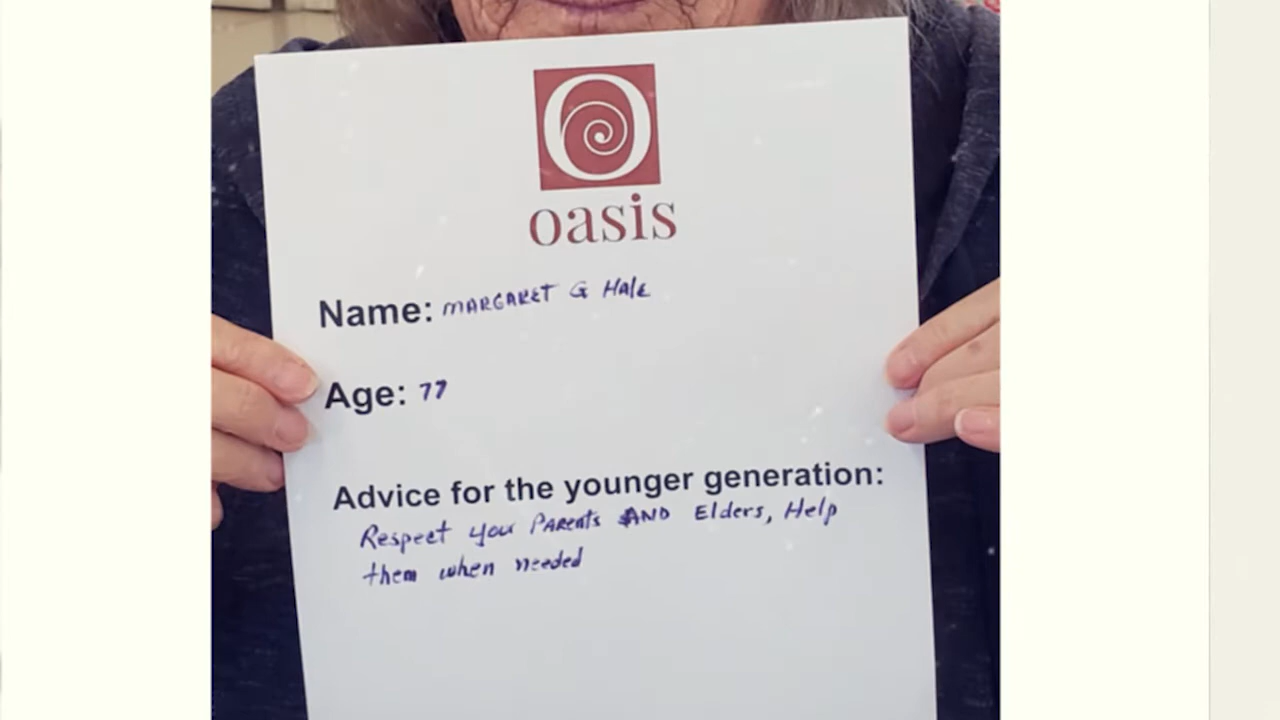 oasis
Name: MARGARET G Hale
Age: 77
Advice for the younger generation:
Respect your Parents AND Elders, Help
them when needed